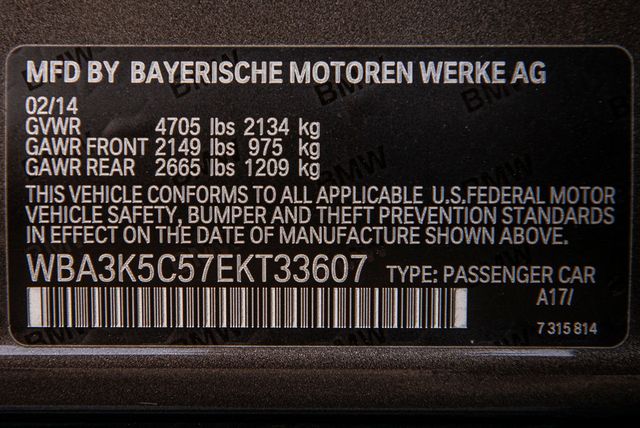 MFD BY BAYERISCHE MOTOREN WERKE AG
02/14
GVWR 4705 lbs 2134 kg
GAWR FRONT 2149 lbs 975 kg
GAWR REAR 2665 lbs 1209 kg
THIS VEHICLE CONFORMS TO ALL APPLICABLE U.S.FEDERAL MOTOR
VEHICLE SAFETY, BUMPER AND THEFT PREVENTION STANDARDS
IN EFFECT ON THE DATE OF MANUFACTURE SHOWN ABOVE.
WBA3K5C57EKT33607 TYPE: PASSENGER CAR
A17/
7 315 814